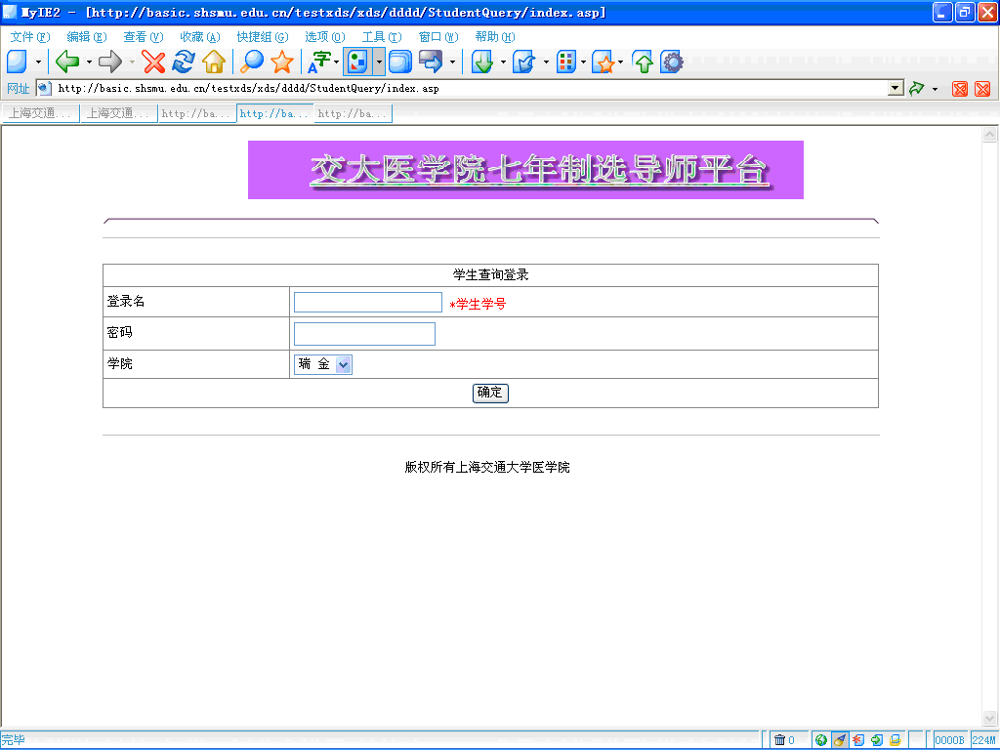 MyIE2 - [http://basic.shsmu.edu.cn/testxds/xds/dddd/StudentQuery/index.asp]
文件(F) 编辑(E) 查看(V) 收藏(A) 快捷组(G) 选项(O) 工具(T) 窗口(W) 帮助(H)
网址 http://basic.shsmu.edu.cn/testxds/xds/dddd/StudentQuery/index.asp
上海交通... 上海交通... http://ba... http://ba... http://ba...
交大医学院七年制选导师平台
学生查询登录
登录名 *学生学号
密码
学院 瑞 金
确定
版权所有上海交通大学医学院
完毕 0 0000B 224M